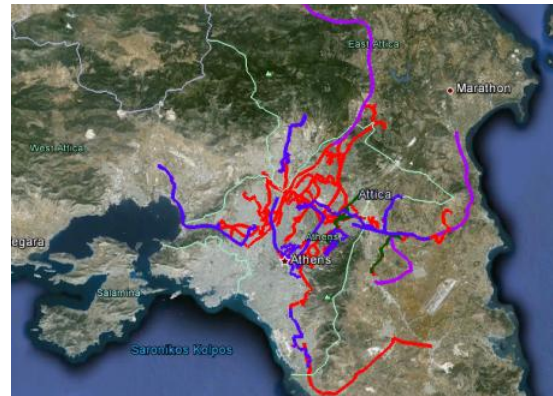 East Attica
Marathon
West Attica
Attica
Athens
Athens
egara
Salamina
Saronikos Kolpos